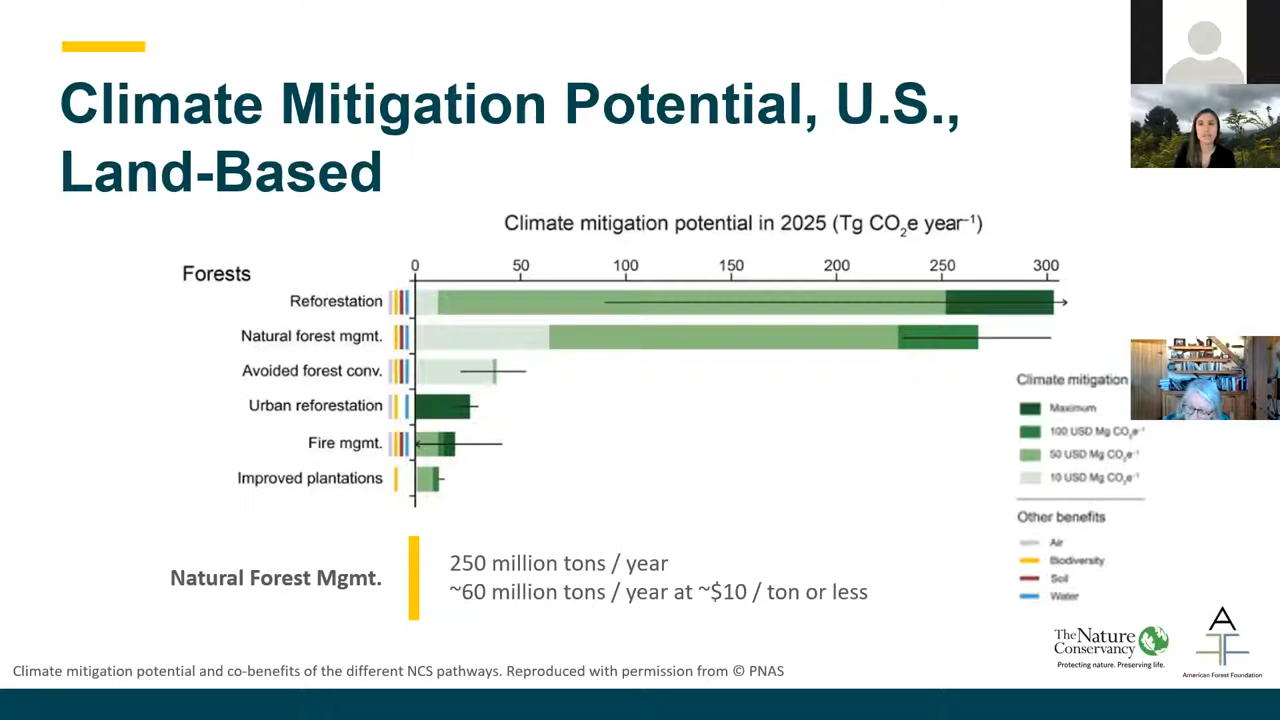 Climate Mitigation Potential, U.S.,
Land-Based
Climate mitigation potential in 2025 (Tg CO₂e year⁻¹)
Forests
0 50 100 150 200 250 300
Reforestation
Natural forest mgmt.
Avoided forest conv.
Urban reforestation
Fire mgmt.
Improved plantations
Climate mitigation
Maximum
100 USD Mg CO₂e⁻¹
50 USD Mg CO₂e⁻¹
10 USD Mg CO₂e⁻¹
Other benefits
Air
Biodiversity
Soil
Water
Natural Forest Mgmt.
250 million tons / year
~60 million tons / year at ~$10 / ton or less
The Nature
Conservancy
Protecting nature. Preserving life.
American Forest Foundation
Climate mitigation potential and co-benefits of the different NCS pathways. Reproduced with permission from © PNAS